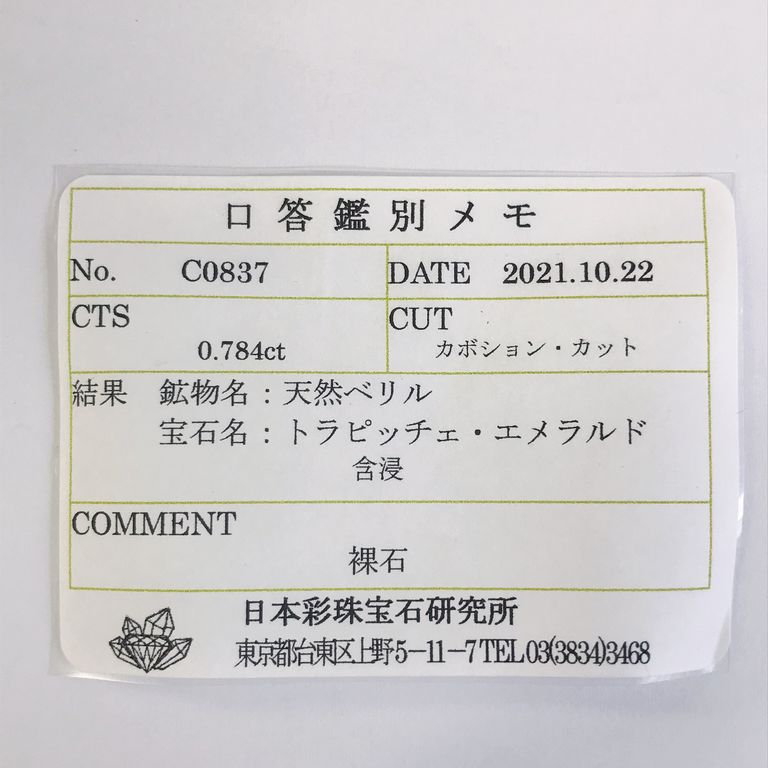 口答鑑別メモ
No. C0837 DATE 2021.10.22
CTS CUT
0.784ct カボション・カット
結果 鉱物名：天然ベリル
宝石名：トラピッチェ・エメラルド
含浸
COMMENT
裸石
日本彩珠宝石研究所
東京都台東区上野5-11-7 TEL03(3834)3468